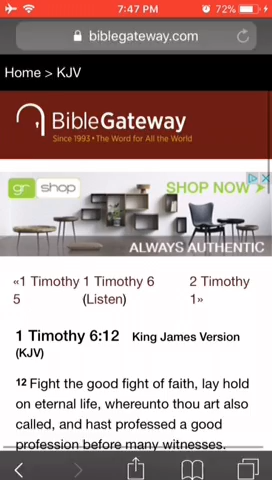 7:47 PM
72%
biblegateway.com
Home > KJV
BibleGateway
Since 1993 • The Word for All the World
gr shop
SHOP NOW
ALWAYS AUTHENTIC
«1 Timothy 5
1 Timothy 6 (Listen)
2 Timothy 1»
1 Timothy 6:12 King James Version
(KJV)
12 Fight the good fight of faith, lay hold
on eternal life, whereunto thou art also
called, and hast professed a good
profession before many witnesses.